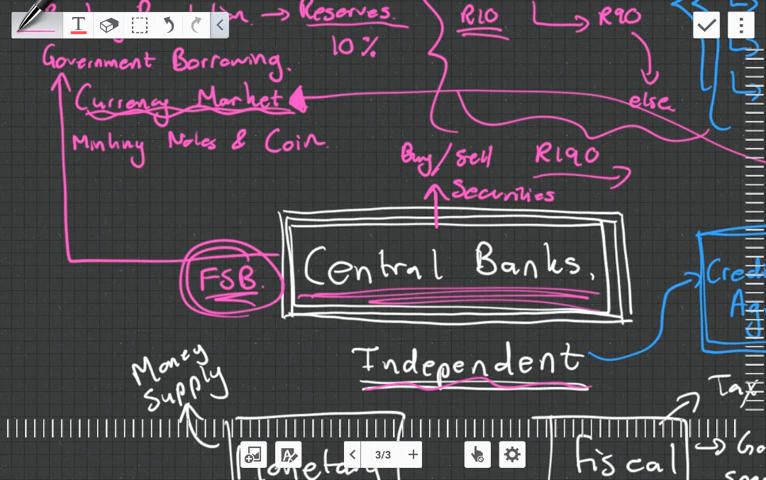 Reserves. R10 R90
10%
Government Borrowing.
Currency Market
else
Minting Notes & Coin.
Buy/sell R190
Securities
FSB. Central Banks.
Independent
Money
Supply
Tax
Monetary Fiscal
3/3
T